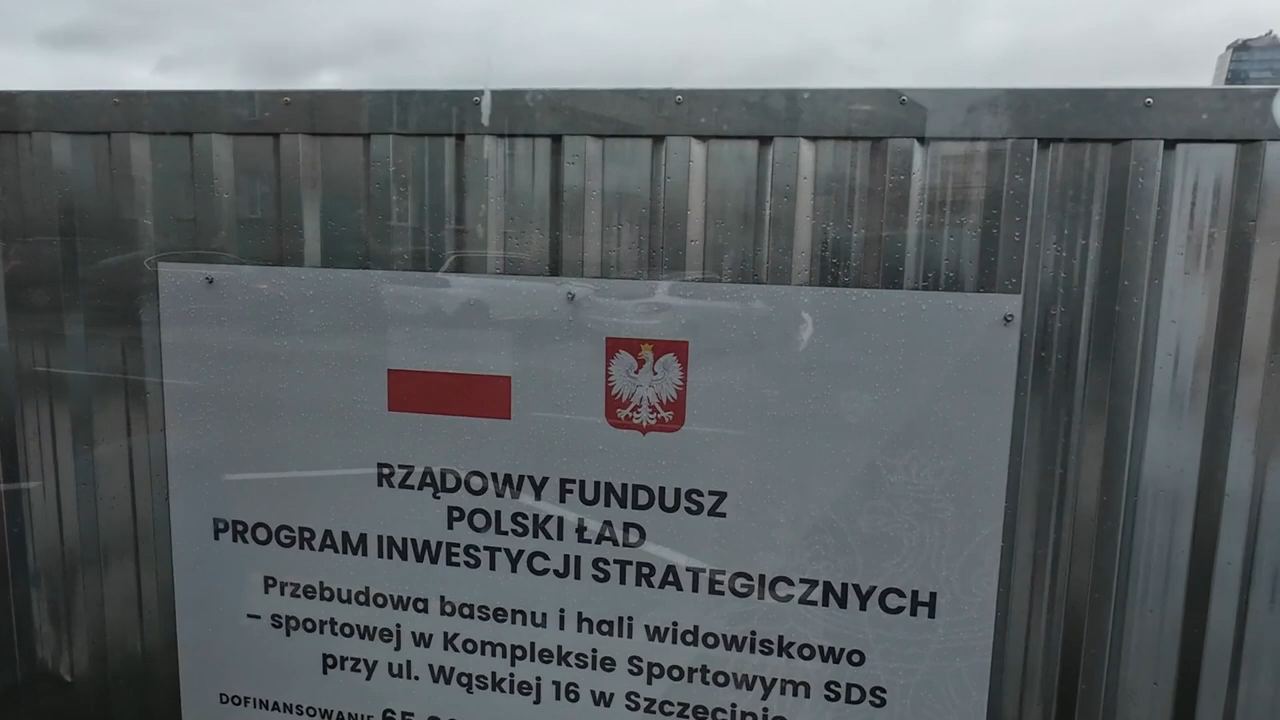 RZĄDOWY FUNDUSZ
POLSKI ŁAD
PROGRAM INWESTYCJI STRATEGICZNYCH
Przebudowa basenu i hali widowiskowo
– sportowej w Kompleksie Sportowym SDS
przy ul. Wąskiej 16 w Szczecinie
DOFINANSOWANIE